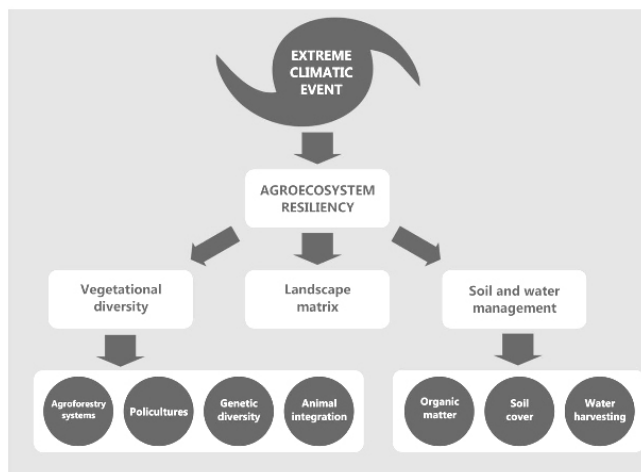 EXTREME
CLIMATIC
EVENT
AGROECOSYSTEM
RESILIENCY
Vegetational
diversity
Landscape
matrix
Soil and water
management
Agroforestry
systems
Policultures
Genetic
diversity
Animal
integration
Organic
matter
Soil
cover
Water
harvesting